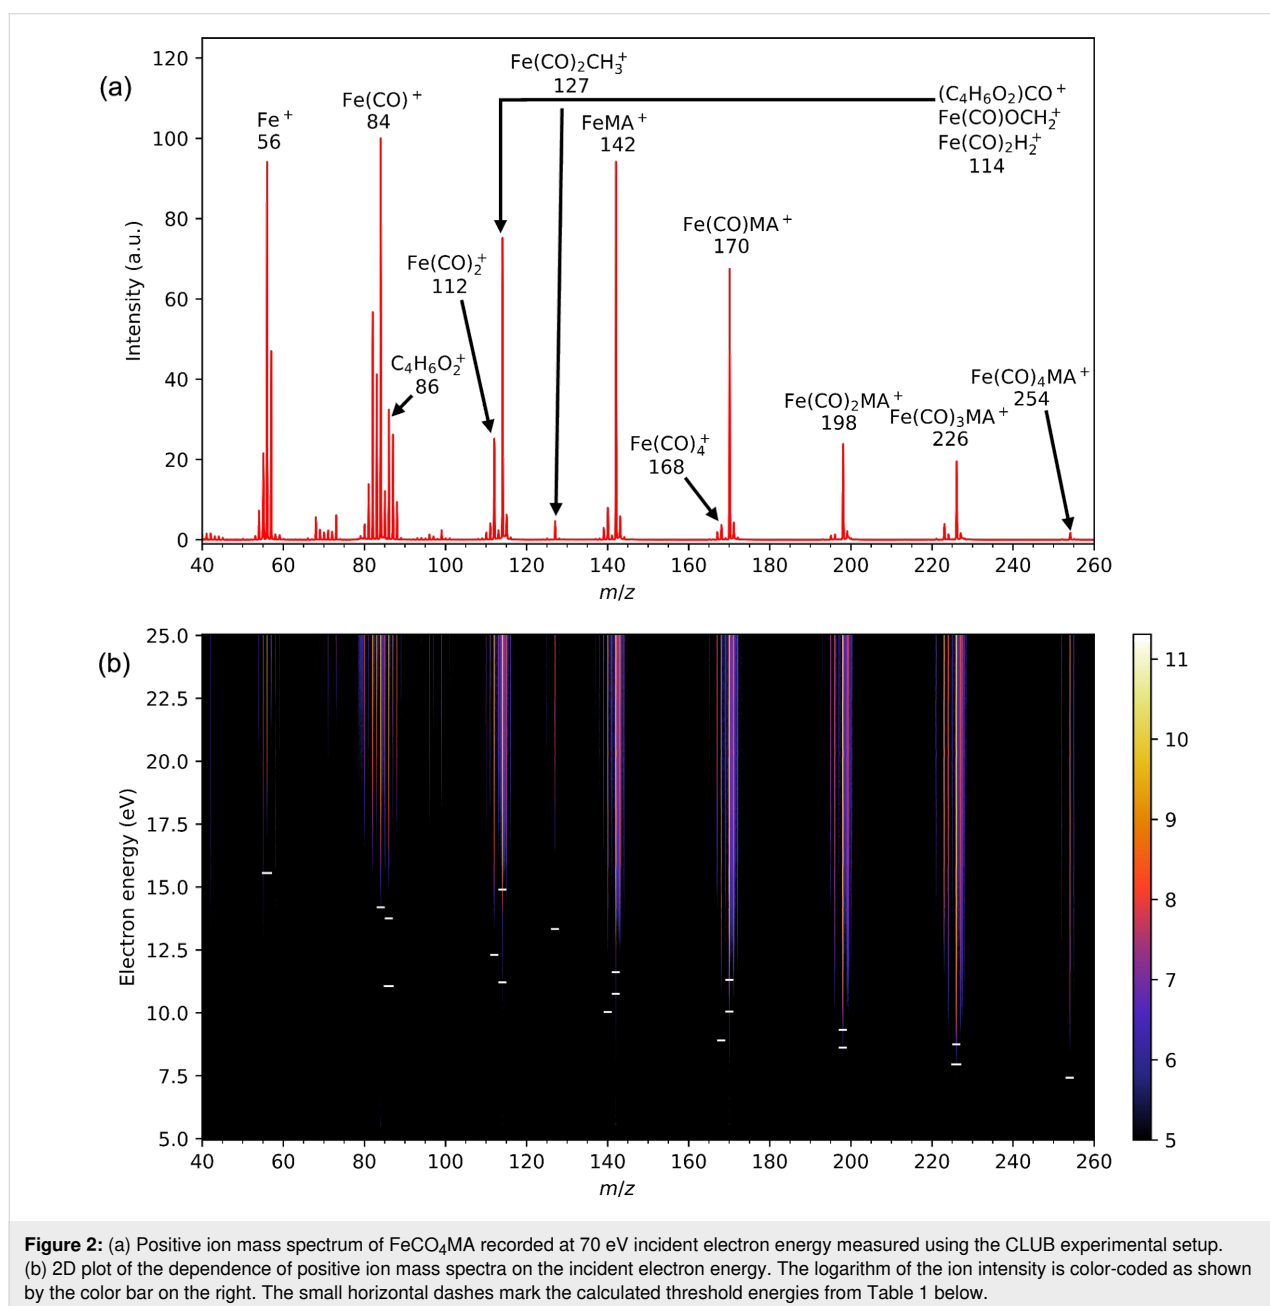 (a)
Fe(CO)₂CH₃⁺
127
(C₄H₆O₂)CO⁺
Fe(CO)OCH₂⁺
Fe(CO)₂H₂⁺
114
Fe⁺
56
Fe(CO)⁺
84
FeMA⁺
142
Fe(CO)MA⁺
170
Fe(CO)₂⁺
112
C₄H₆O₂⁺
86
Fe(CO)₄⁺
168
Fe(CO)₂MA⁺
198
Fe(CO)₃MA⁺
226
Fe(CO)₄MA⁺
254
Intensity (a.u.)
120
100
80
60
40
20
0
40 60 80 100 120 140 160 180 200 220 240 260
m/z
(b)
Electron energy (eV)
25.0
22.5
20.0
17.5
15.0
12.5
10.0
7.5
5.0
40 60 80 100 120 140 160 180 200 220 240 260
m/z
11
10
9
8
7
6
5
Figure 2: (a) Positive ion mass spectrum of FeCO₄MA recorded at 70 eV incident electron energy measured using the CLUB experimental setup.
(b) 2D plot of the dependence of positive ion mass spectra on the incident electron energy. The logarithm of the ion intensity is color-coded as shown
by the color bar on the right. The small horizontal dashes mark the calculated threshold energies from Table 1 below.